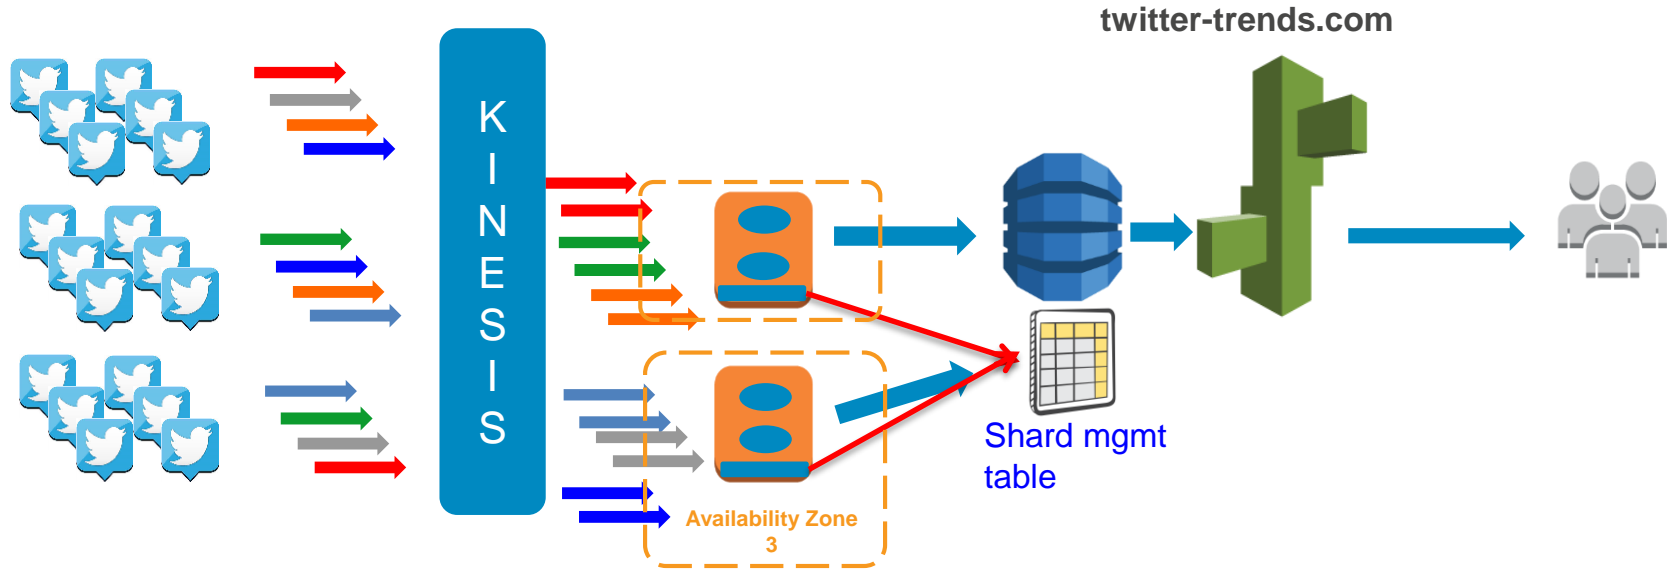 twitter-trends.com
K
I
N
E
S
I
S
Shard mgmt
table
Availability Zone
3